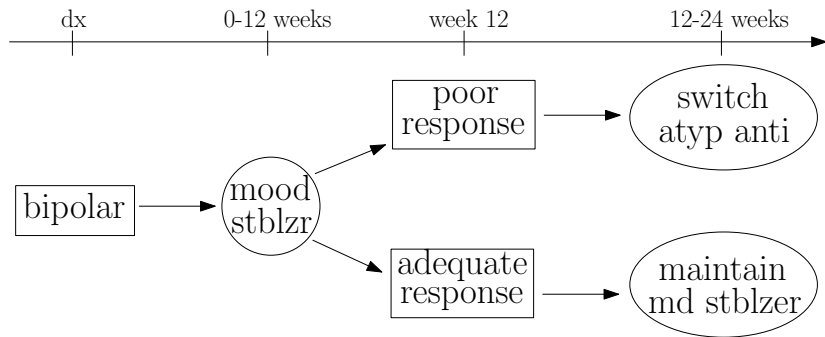 dx
0-12 weeks
week 12
12-24 weeks
bipolar
mood
stblzr
poor
response
switch
atyp anti
adequate
response
maintain
md stblzer